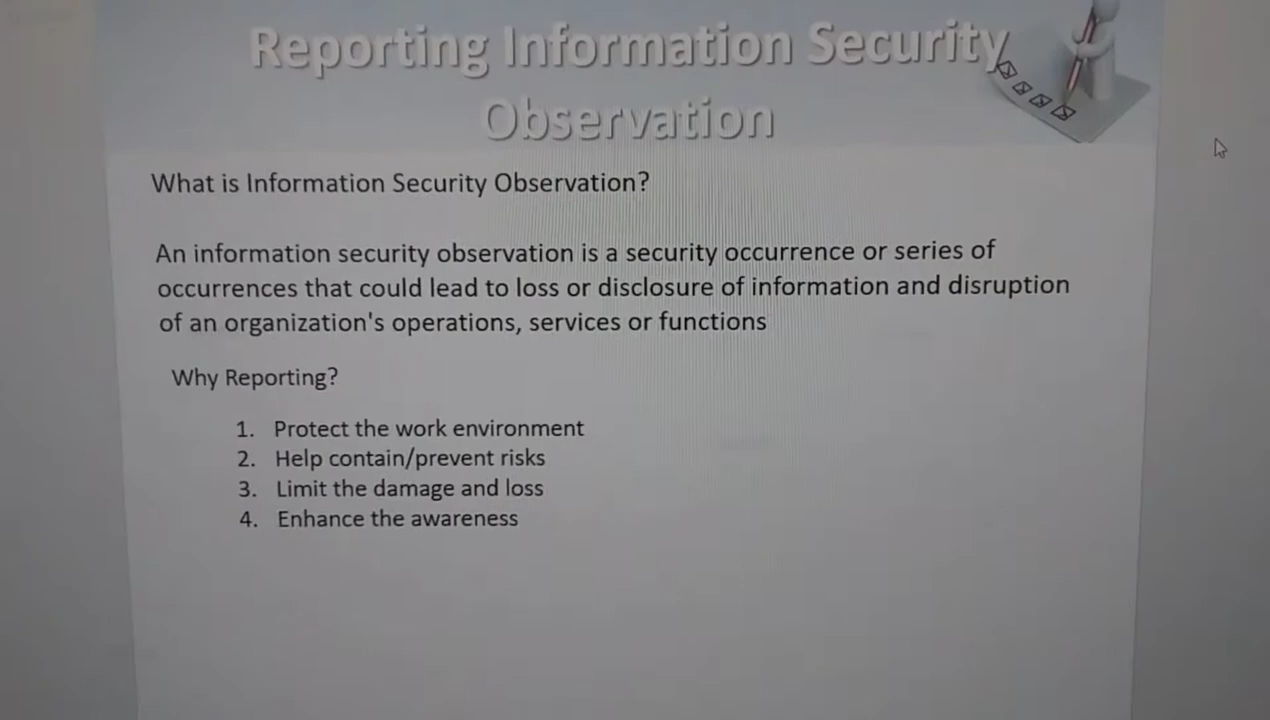 Reporting Information Security
Observation
What is Information Security Observation?
An information security observation is a security occurrence or series of
occurrences that could lead to loss or disclosure of information and disruption
of an organization's operations, services or functions
Why Reporting?
1. Protect the work environment
2. Help contain/prevent risks
3. Limit the damage and loss
4. Enhance the awareness